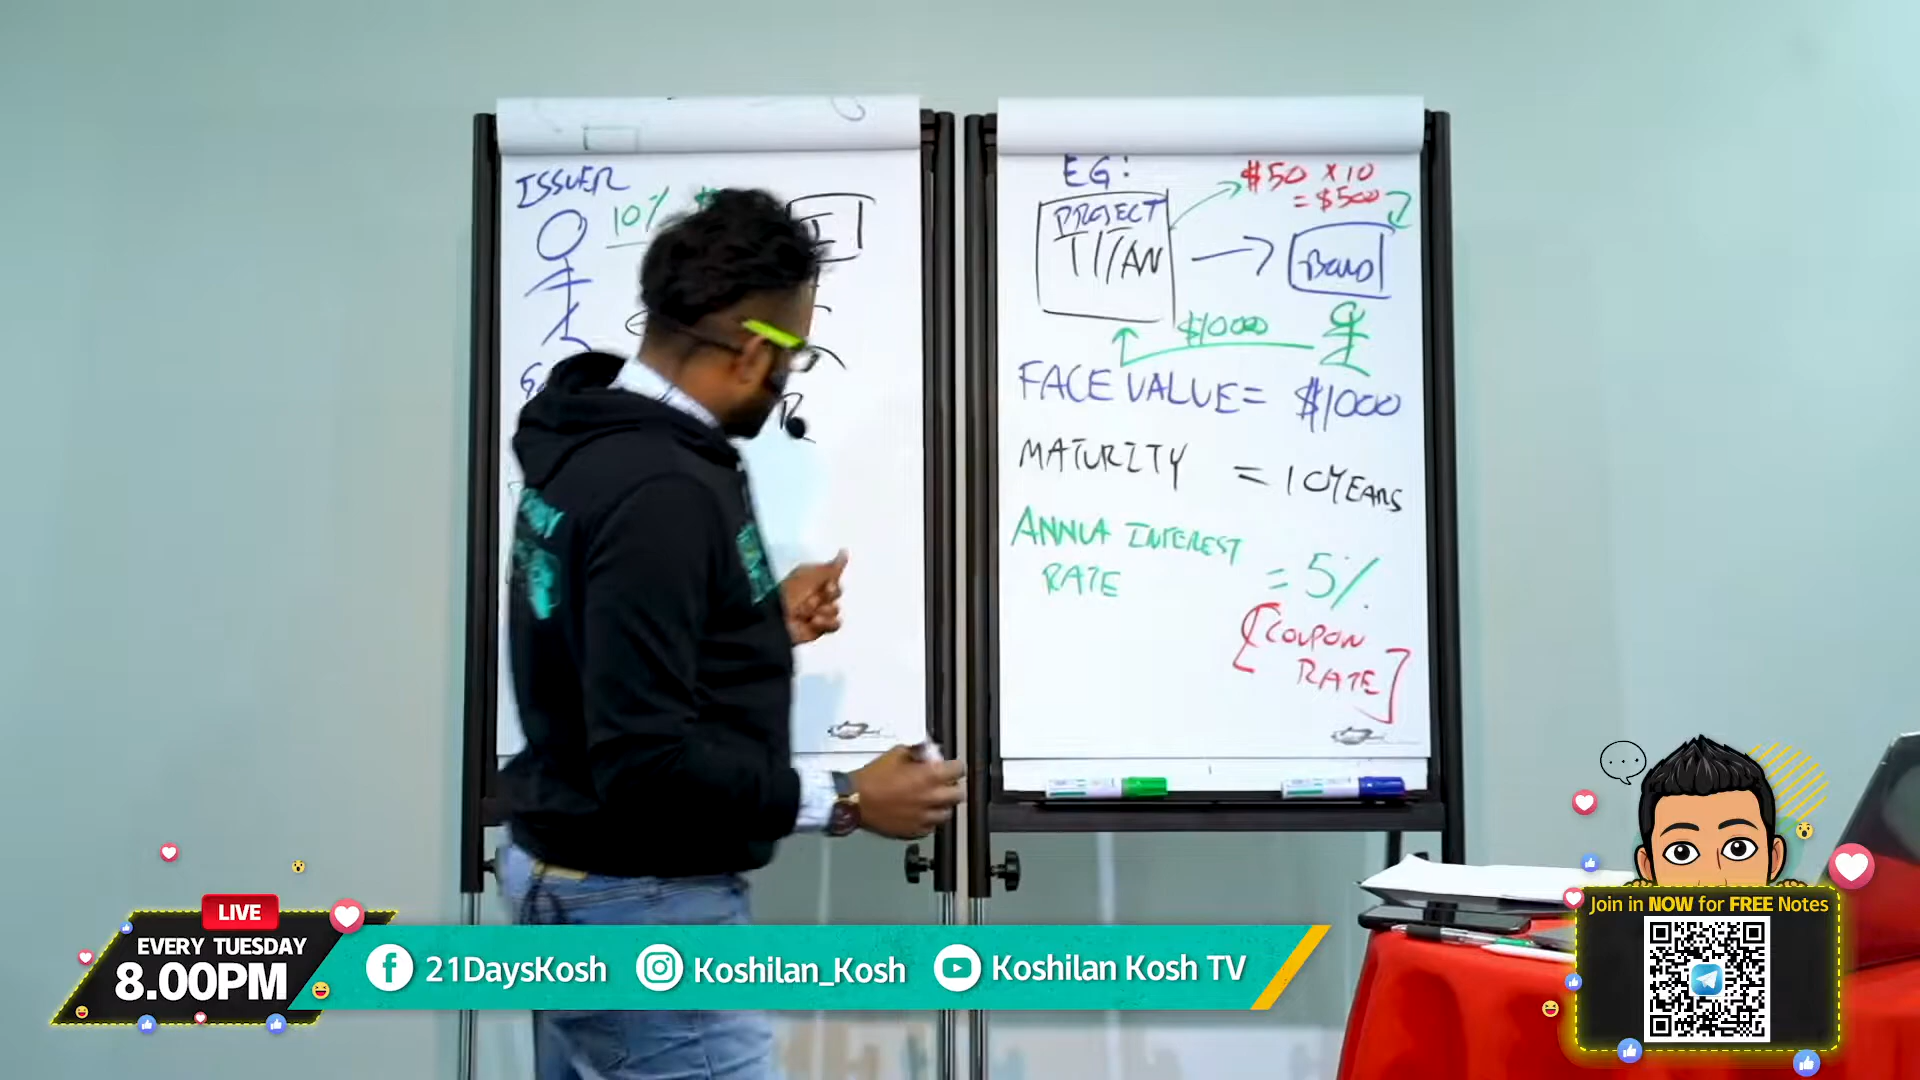 ISSUER
10%
EG:
$50 X 10
= $500
PROJECT
TITAN
BOND
$1000
FACE VALUE = $1000
MATURITY = 10 YEARS
ANNUA INTEREST
RATE
= 5%
[COUPON
RATE]
LIVE
EVERY TUESDAY
8.00PM
21DaysKosh
Koshilan_Kosh
Koshilan Kosh TV
Join in NOW for FREE Notes